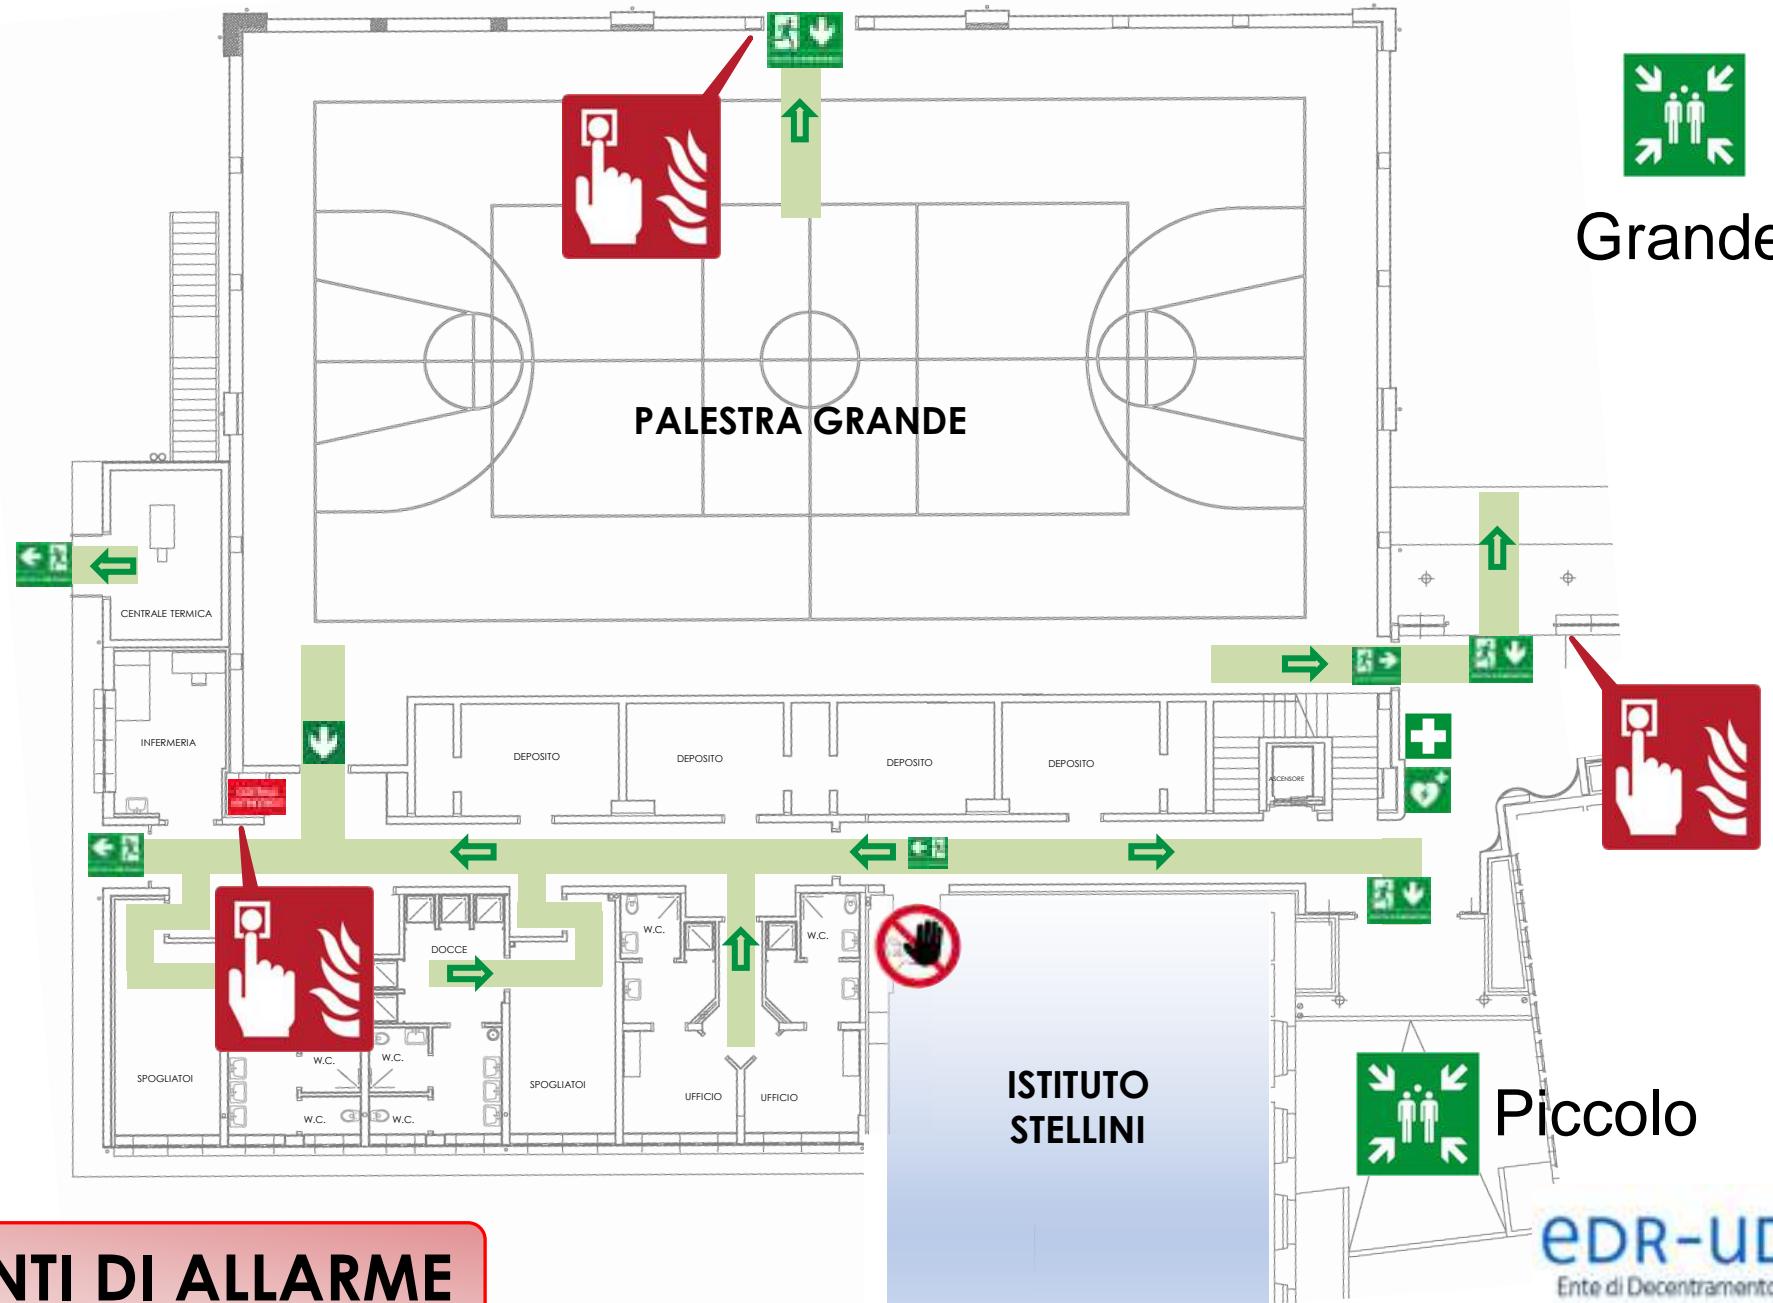 Grande
PALESTRA GRANDE
CENTRALE TERMICA
INFERMERIA
DEPOSITO
DEPOSITO
DEPOSITO
DEPOSITO
ASCENSORE
W.C.
W.C.
DOCCE
W.C.
W.C.
SPOGLIATOI
SPOGLIATOI
UFFICIO
UFFICIO
W.C.
W.C.
ISTITUTO
STELLINI
Piccolo
NTI DI ALLARME
eDR-UD
Ente di Decentramento